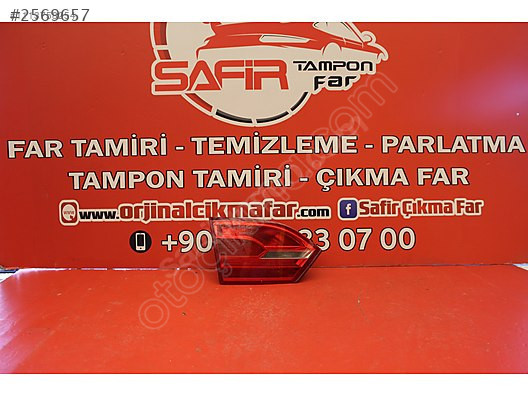 #2569657
SAFİR
TAMPON
FAR
FAR TAMİRİ - TEMİZLEME - PARLATMA
TAMPON TAMİRİ - ÇIKMA FAR
www.orjinalcikmafar.com Safir Çıkma Far
+90 33 07 00